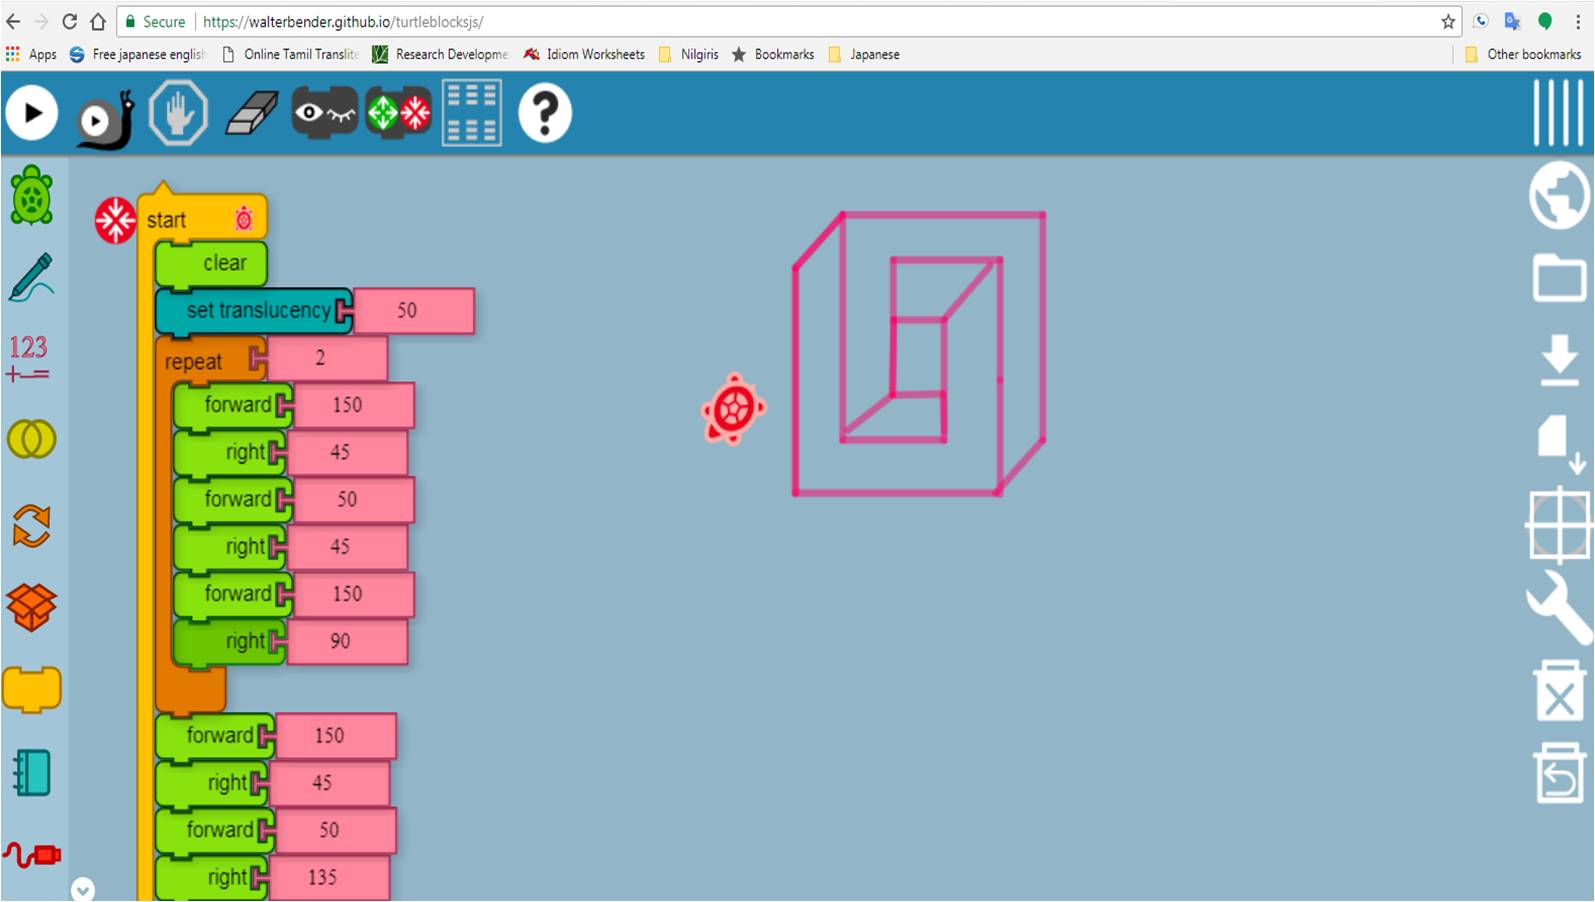 Secure https://walterbender.github.io/turtleblocksjs/
Apps Free japanese english Online Tamil Translite Research Developme Idiom Worksheets Nilgiris Bookmarks Japanese Other bookmarks
start
clear
set translucency 50
repeat 2
forward 150
right 45
forward 50
right 45
forward 150
right 90
forward 150
right 45
forward 50
right 135
123
+-=
?